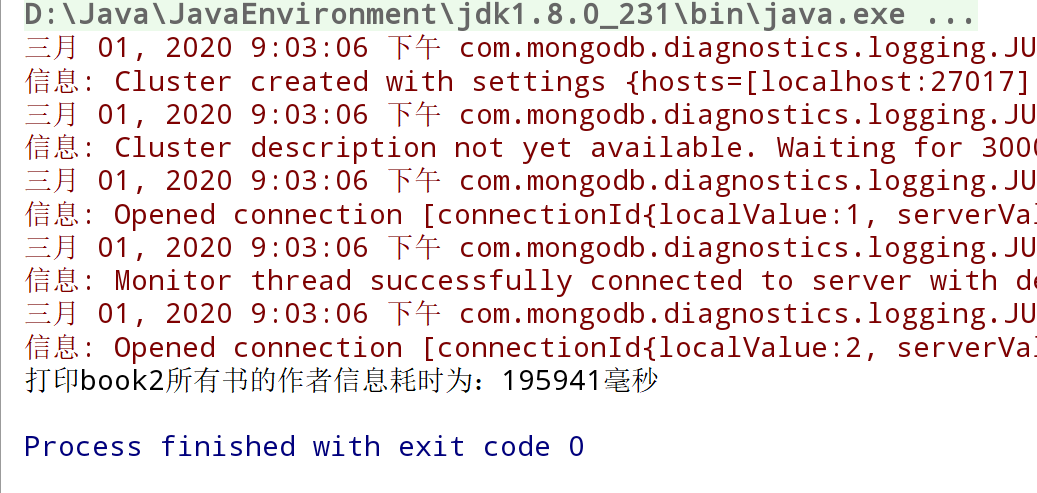 D:\Java\JavaEnvironment\jdk1.8.0_231\bin\java.exe ...
三月 01, 2020 9:03:06 下午 com.mongodb.diagnostics.logging.JU
信息: Cluster created with settings {hosts=[localhost:27017]
三月 01, 2020 9:03:06 下午 com.mongodb.diagnostics.logging.JU
信息: Cluster description not yet available. Waiting for 3000
三月 01, 2020 9:03:06 下午 com.mongodb.diagnostics.logging.JU
信息: Opened connection [connectionId{localValue:1, serverVal
三月 01, 2020 9:03:06 下午 com.mongodb.diagnostics.logging.JU
信息: Monitor thread successfully connected to server with de
三月 01, 2020 9:03:06 下午 com.mongodb.diagnostics.logging.JU
信息: Opened connection [connectionId{localValue:2, serverVal
打印book2所有书的作者信息耗时为：195941毫秒
Process finished with exit code 0